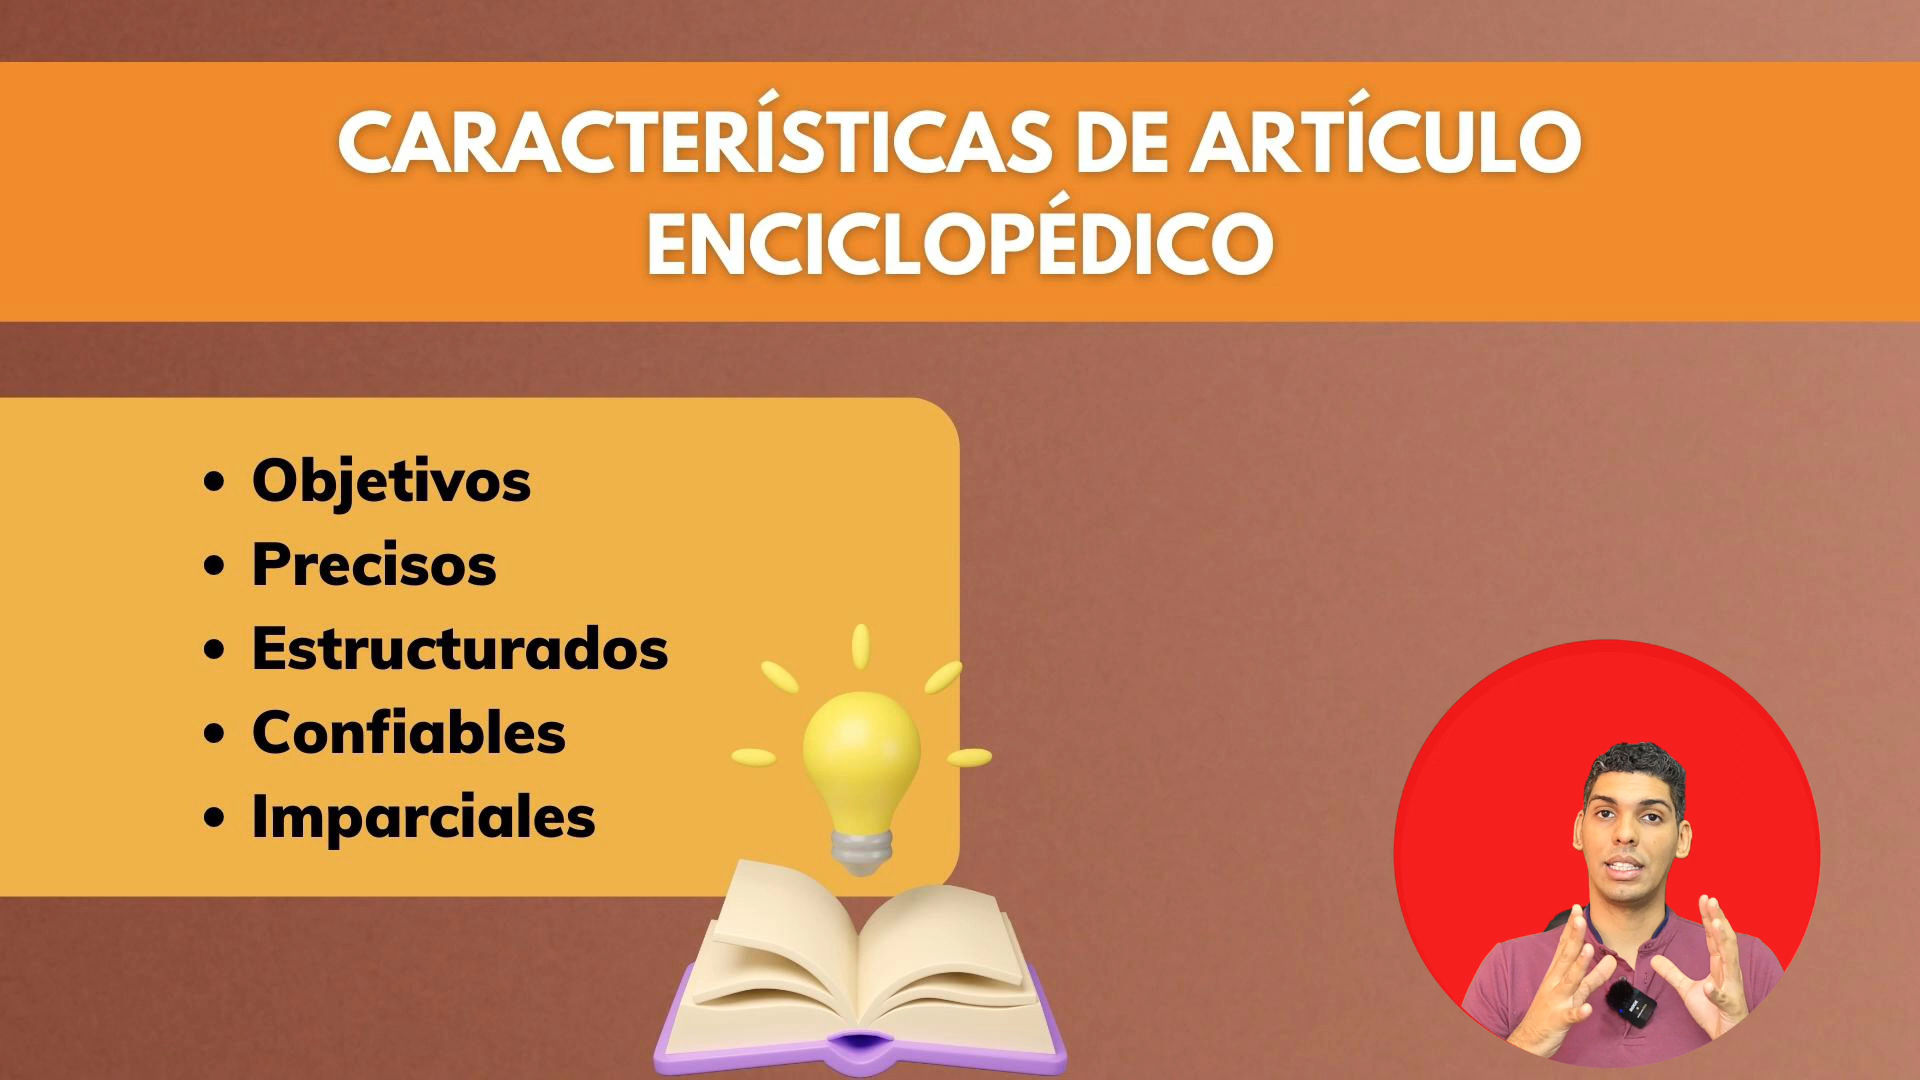 CARACTERÍSTICAS DE ARTÍCULO
ENCICLOPÉDICO
• Objetivos
• Precisos
• Estructurados
• Confiables
• Imparciales